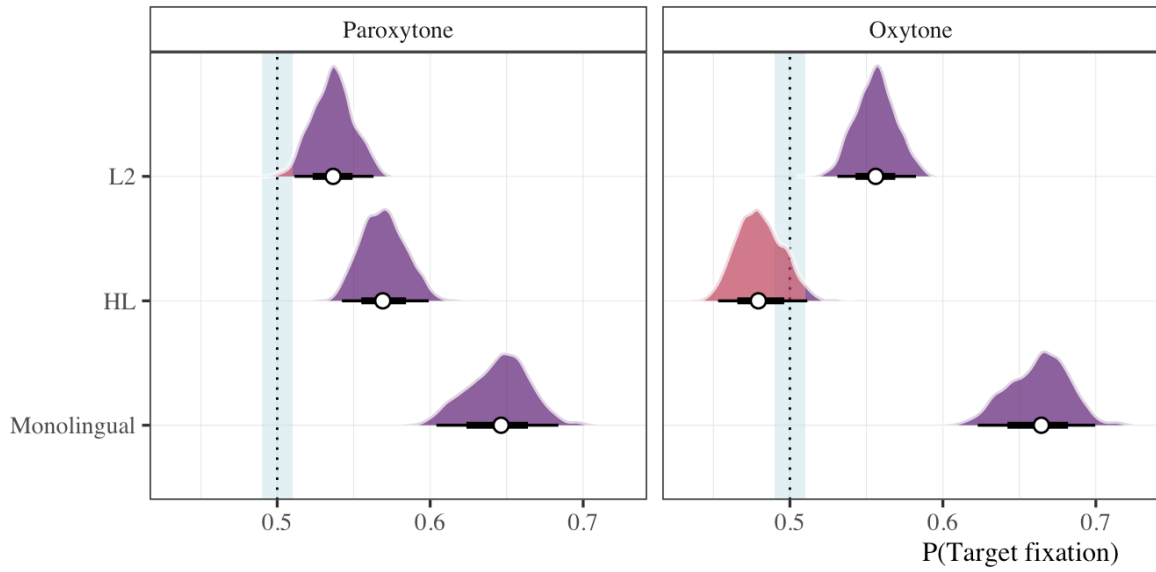 Paroxytone
Oxytone
L2
HL
Monolingual
0.5 0.6 0.7
0.5 0.6 0.7
P(Target fixation)